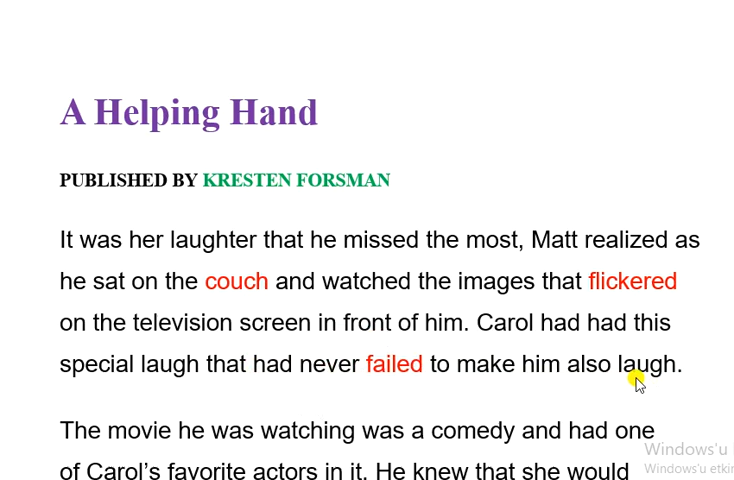 A Helping Hand
PUBLISHED BY KRESTEN FORSMAN
It was her laughter that he missed the most, Matt realized as
he sat on the couch and watched the images that flickered
on the television screen in front of him. Carol had had this
special laugh that had never failed to make him also laugh.
The movie he was watching was a comedy and had one
of Carol’s favorite actors in it. He knew that she would
Windows'u
Windows'u etkir